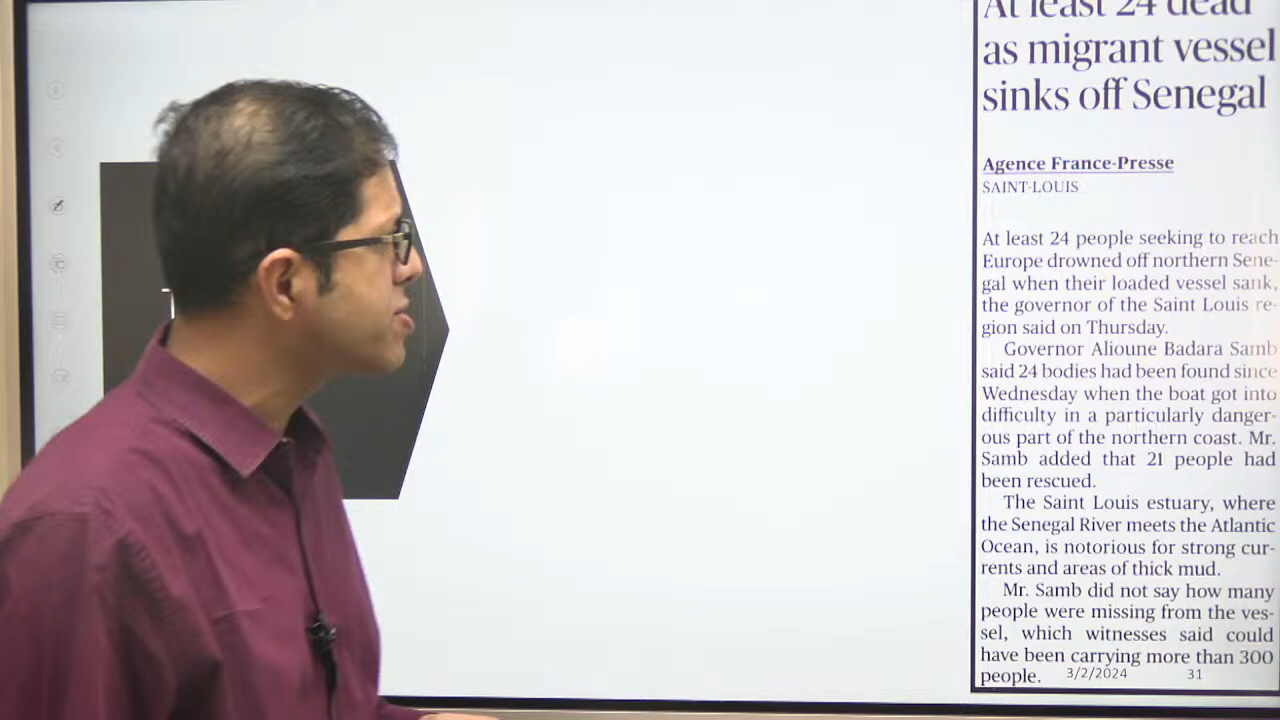 At least 24 dead
as migrant vessel
sinks off Senegal
Agence France-Presse
SAINT-LOUIS
At least 24 people seeking to reach
Europe drowned off northern Sene-
gal when their loaded vessel sank,
the governor of the Saint Louis re-
gion said on Thursday.
Governor Alioune Badara Samb
said 24 bodies had been found since
Wednesday when the boat got into
difficulty in a particularly danger-
ous part of the northern coast. Mr.
Samb added that 21 people had
been rescued.
The Saint Louis estuary, where
the Senegal River meets the Atlantic
Ocean, is notorious for strong cur-
rents and areas of thick mud.
Mr. Samb did not say how many
people were missing from the ves-
sel, which witnesses said could
have been carrying more than 300
people.
3/2/2024 31